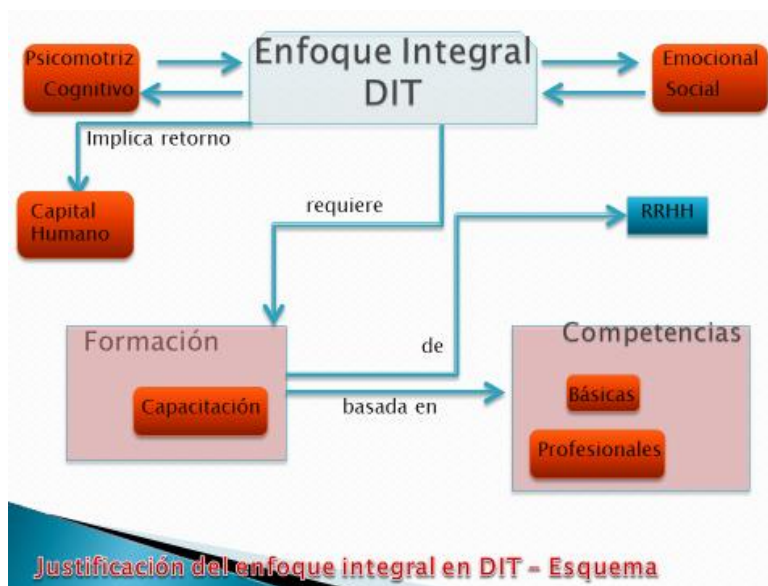 Psicomotriz
Cognitivo
Enfoque Integral
DIT
Emocional
Social
Implica retorno
Capital
Humano
requiere
RRHH
Formación
Capacitación
de
basada en
Competencias
Básicas
Profesionales
Justificación del enfoque integral en DIT – Esquema